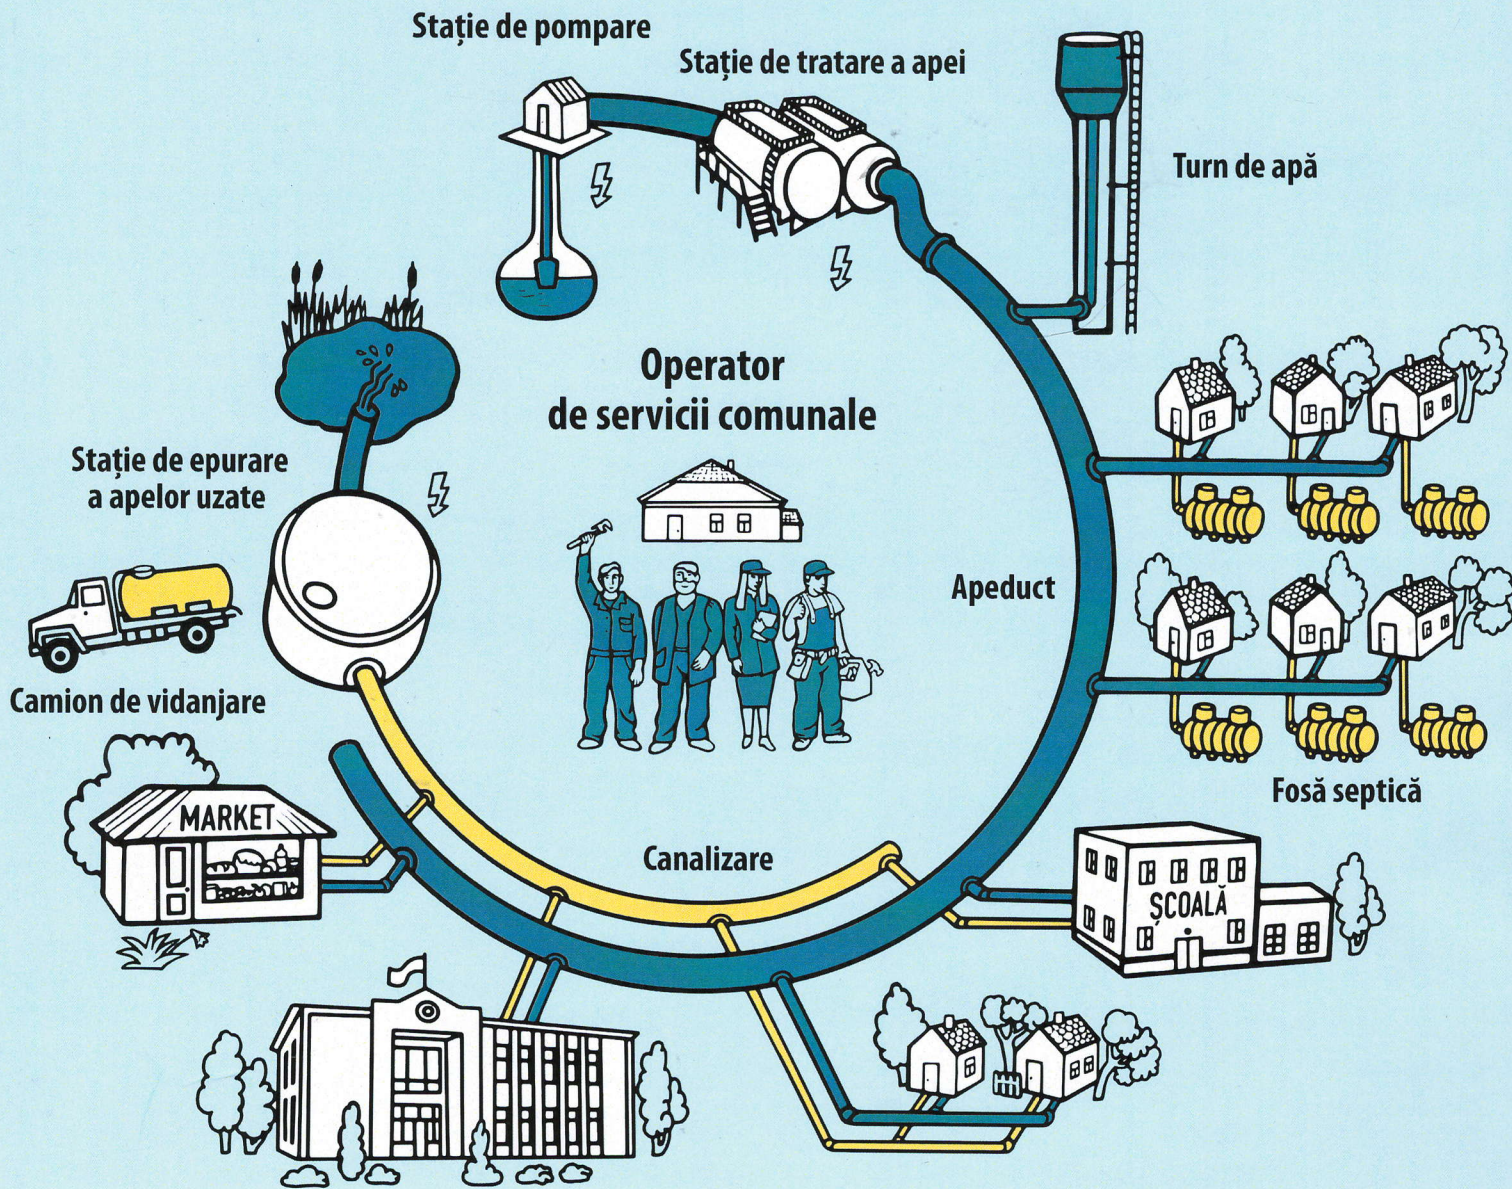 Stație de pompare
Stație de tratare a apei
Turn de apă
Operator
de servicii comunale
Stație de epurare
a apelor uzate
Apeduct
Camion de vidanjare
Fosă septică
MARKET
Canalizare
ȘCOALĂ